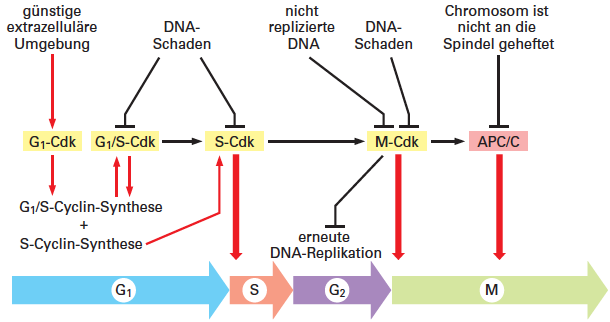 günstige
extrazelluläre
Umgebung
DNA-
Schaden
nicht
replizierte
DNA
DNA-
Schaden
Chromosom ist
nicht an die
Spindel geheftet
G1-Cdk
G1/S-Cdk
S-Cdk
M-Cdk
APC/C
G1/S-Cyclin-Synthese
+
S-Cyclin-Synthese
erneute
DNA-Replikation
G1
S
G2
M